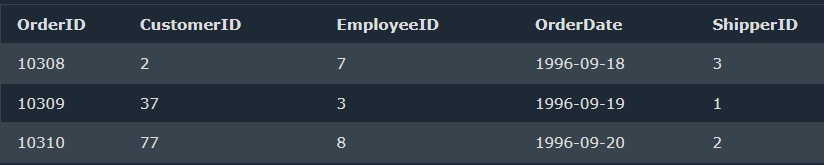 OrderID CustomerID EmployeeID OrderDate ShipperID
10308 2 7 1996-09-18 3
10309 37 3 1996-09-19 1
10310 77 8 1996-09-20 2